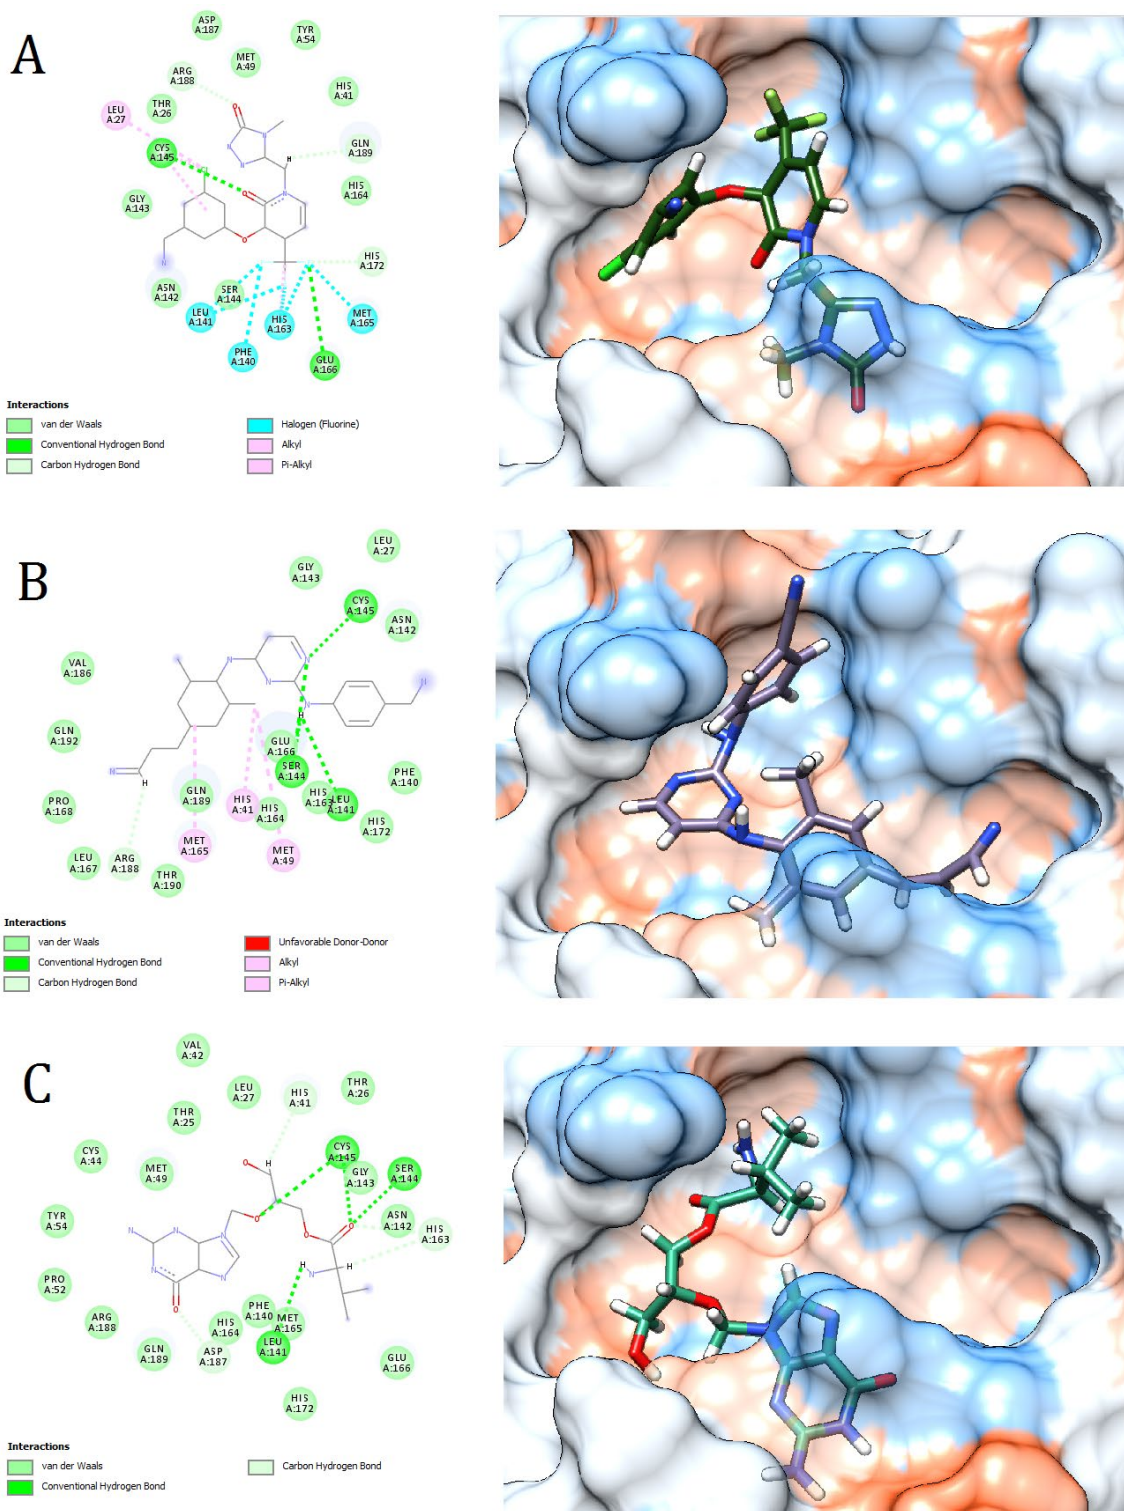 A
ASP
A:187
TYR
A:54
MET
A:49
ARG
A:188
HIS
A:41
THR
A:26
LEU
A:27
CYS
A:145
GLN
A:189
HIS
A:164
GLY
A:143
HIS
A:172
ASN
A:142
SER
A:144
LEU
A:141
HIS
A:163
MET
A:165
PHE
A:140
GLU
A:166
O
N
N
N
N
H
O
N
O
N
Interactions
van der Waals
Conventional Hydrogen Bond
Carbon Hydrogen Bond
Halogen (Fluorine)
Alkyl
Pi-Alkyl
B
LEU
A:27
GLY
A:143
CYS
A:145
ASN
A:142
VAL
A:186
GLN
A:192
GLU
A:166
SER
A:144
PHE
A:140
PRO
A:168
GLN
A:189
HIS
A:41
HIS
A:164
HIS
A:163
LEU
A:141
HIS
A:172
MET
A:165
MET
A:49
LEU
A:167
ARG
A:188
THR
A:190
N
N
N
N
N
H
N
H
Interactions
van der Waals
Conventional Hydrogen Bond
Carbon Hydrogen Bond
Unfavorable Donor-Donor
Alkyl
Pi-Alkyl
C
VAL
A:42
LEU
A:27
HIS
A:41
THR
A:26
THR
A:25
CYS
A:44
MET
A:49
CYS
A:145
GLY
A:143
SER
A:144
TYR
A:54
ASN
A:142
HIS
A:163
PRO
A:52
ARG
A:188
PHE
A:140
HIS
A:164
MET
A:165
LEU
A:141
GLN
A:189
ASP
A:187
GLU
A:166
HIS
A:172
O
H
O
O
O
N
N
N
N
N
O
H
N
H
Interactions
van der Waals
Conventional Hydrogen Bond
Carbon Hydrogen Bond